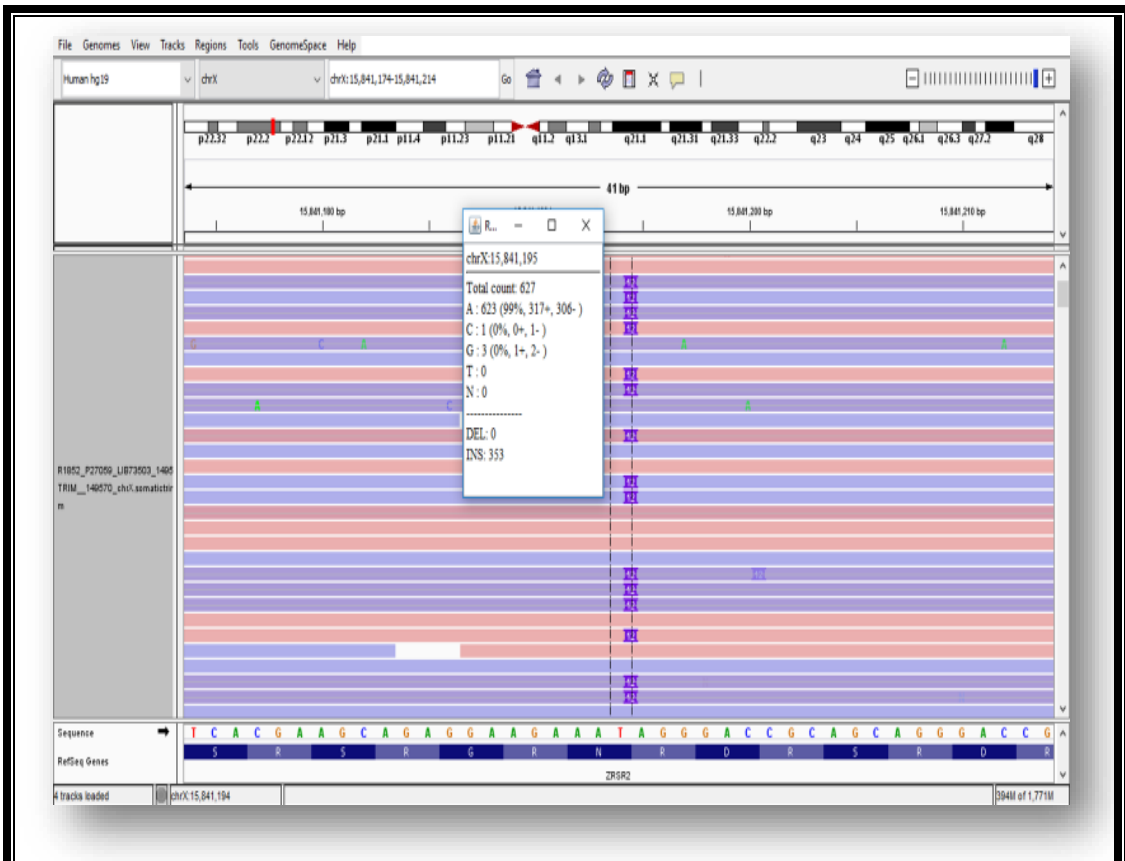 File Genomes View Tracks Regions Tools GenomeSpace Help
Human hg19 chrX chrX:15,841,174-15,841,214 Go
p22.32 p22.2 p22.12 p21.3 p21.1 p11.4 p11.23 p11.21 q11.2 q13.1 q21.1 q21.31 q21.33 q22.2 q23 q24 q25 q26.1 q26.3 q27.2 q28
41 bp
15,841,180 bp 15,841,200 bp 15,841,210 bp
R...
chrX:15,841,195
Total count: 627
A : 623 (99%, 317+, 306- )
C : 1 (0%, 0+, 1- )
G : 3 (0%, 1+, 2- )
T : 0
N : 0
---------------
DEL: 0
INS: 353
G C A A A
A C A
R1852_P27059_LIB73503_1495
TRIM__149570_chrX.somatictrim
m
Sequence T C A C G A A G C A G A G G A A G A A A T A G G G A C C G C A G C A G G G A C C G
S R S R G R N R D R S R D R
RefSeq Genes
ZRSR2
4 tracks loaded chrX:15,841,194 394M of 1,771M